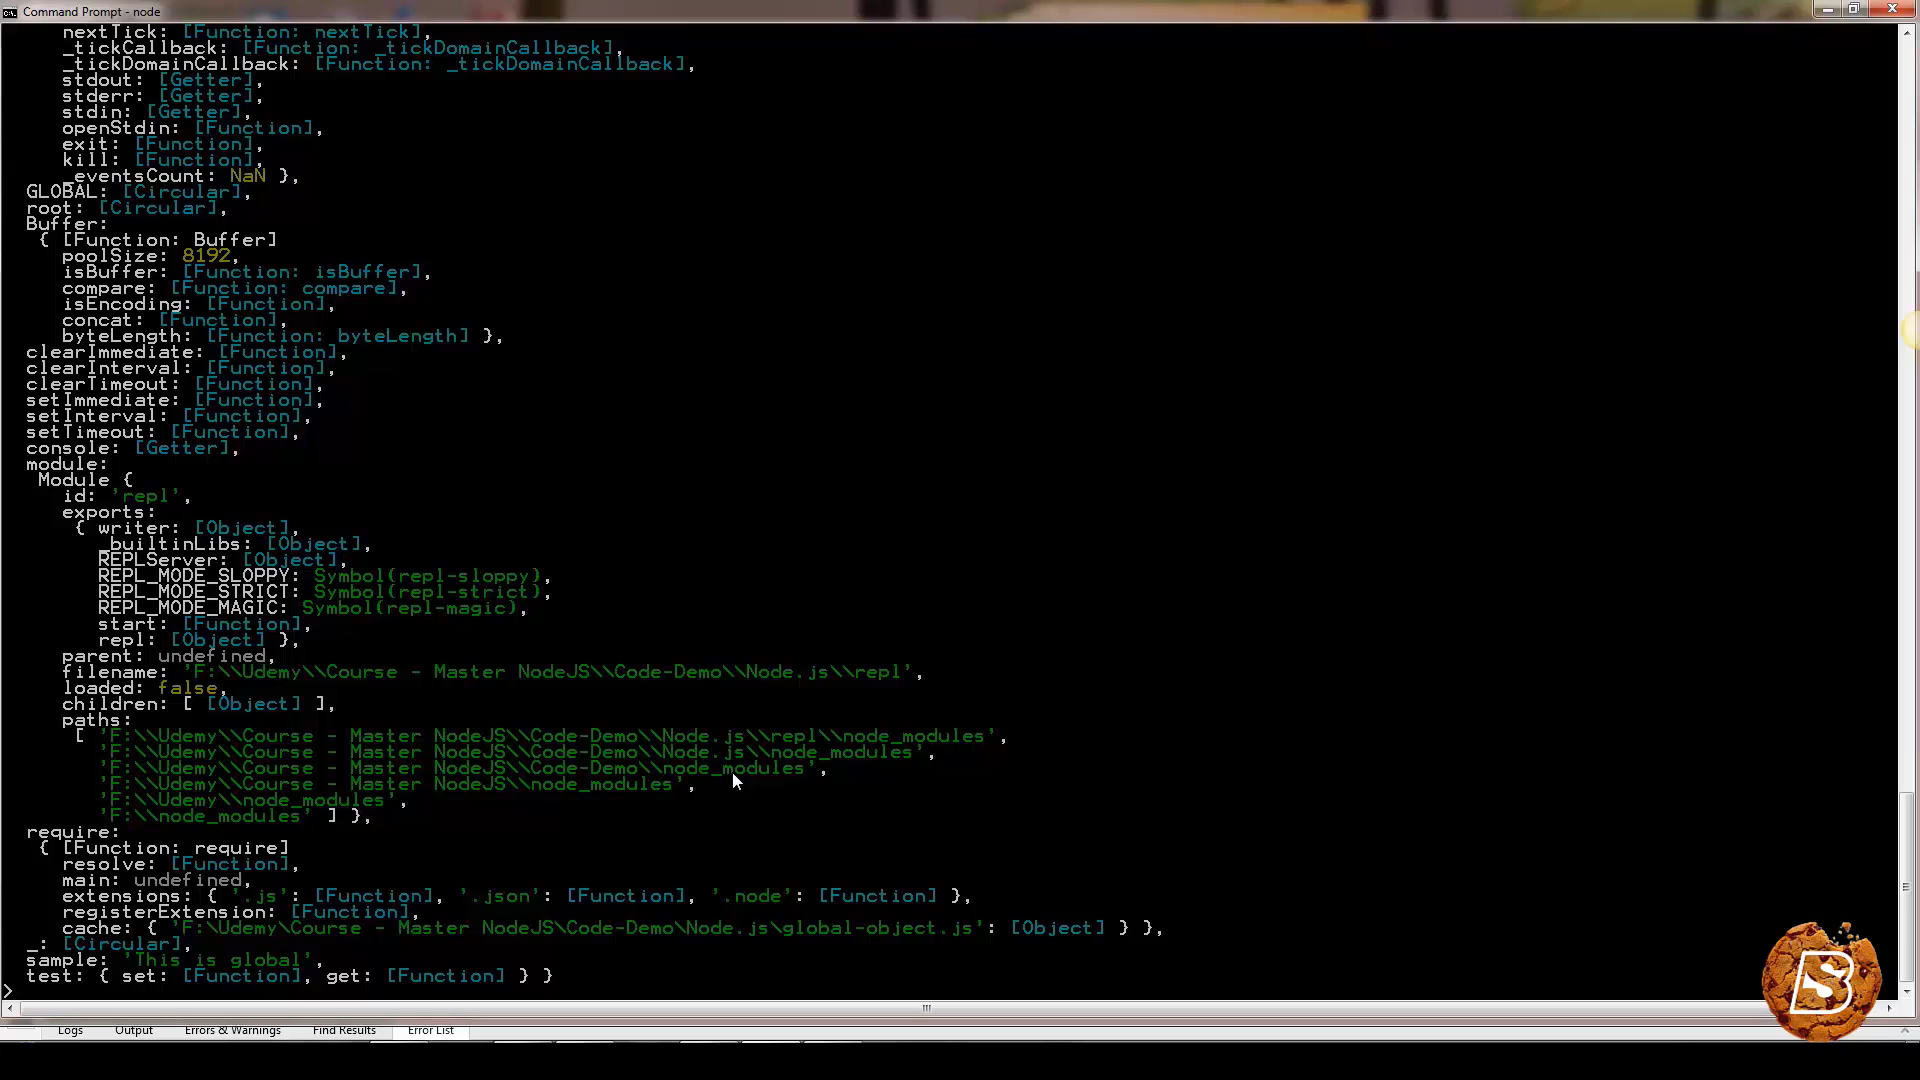 Command Prompt - node
nextTick: [Function: nextTick],
_tickCallback: [Function: _tickDomainCallback],
_tickDomainCallback: [Function: _tickDomainCallback],
stdout: [Getter],
stderr: [Getter],
stdin: [Getter],
openStdin: [Function],
exit: [Function],
kill: [Function],
_eventsCount: NaN },
GLOBAL: [Circular],
root: [Circular],
Buffer:
{ [Function: Buffer]
poolSize: 8192,
isBuffer: [Function: isBuffer],
compare: [Function: compare],
isEncoding: [Function],
concat: [Function],
byteLength: [Function: byteLength] },
clearImmediate: [Function],
clearInterval: [Function],
clearTimeout: [Function],
setImmediate: [Function],
setInterval: [Function],
setTimeout: [Function],
console: [Getter],
module:
Module {
id: 'repl',
exports:
{ writer: [Object],
_builtinLibs: [Object],
REPLServer: [Object],
REPL_MODE_SLOPPY: Symbol(repl-sloppy),
REPL_MODE_STRICT: Symbol(repl-strict),
REPL_MODE_MAGIC: Symbol(repl-magic),
start: [Function],
repl: [Object] },
parent: undefined,
filename: 'F:\\Udemy\\Course - Master NodeJS\\Code-Demo\\Node.js\\repl',
loaded: false,
children: [ [Object] ],
paths:
[ 'F:\\Udemy\\Course - Master NodeJS\\Code-Demo\\Node.js\\repl\\node_modules',
'F:\\Udemy\\Course - Master NodeJS\\Code-Demo\\Node.js\\node_modules',
'F:\\Udemy\\Course - Master NodeJS\\Code-Demo\\node_modules',
'F:\\Udemy\\Course - Master NodeJS\\node_modules',
'F:\\Udemy\\node_modules',
'F:\\node_modules' ] },
require:
{ [Function: require]
resolve: [Function],
main: undefined,
extensions: { '.js': [Function], '.json': [Function], '.node': [Function] },
registerExtension: [Function],
cache: { 'F:\Udemy\Course - Master NodeJS\Code-Demo\Node.js\global-object.js': [Object] } },
_: [Circular],
sample: 'This is global',
test: { set: [Function], get: [Function] } }
>
Logs Output Errors & Warnings Find Results Error List